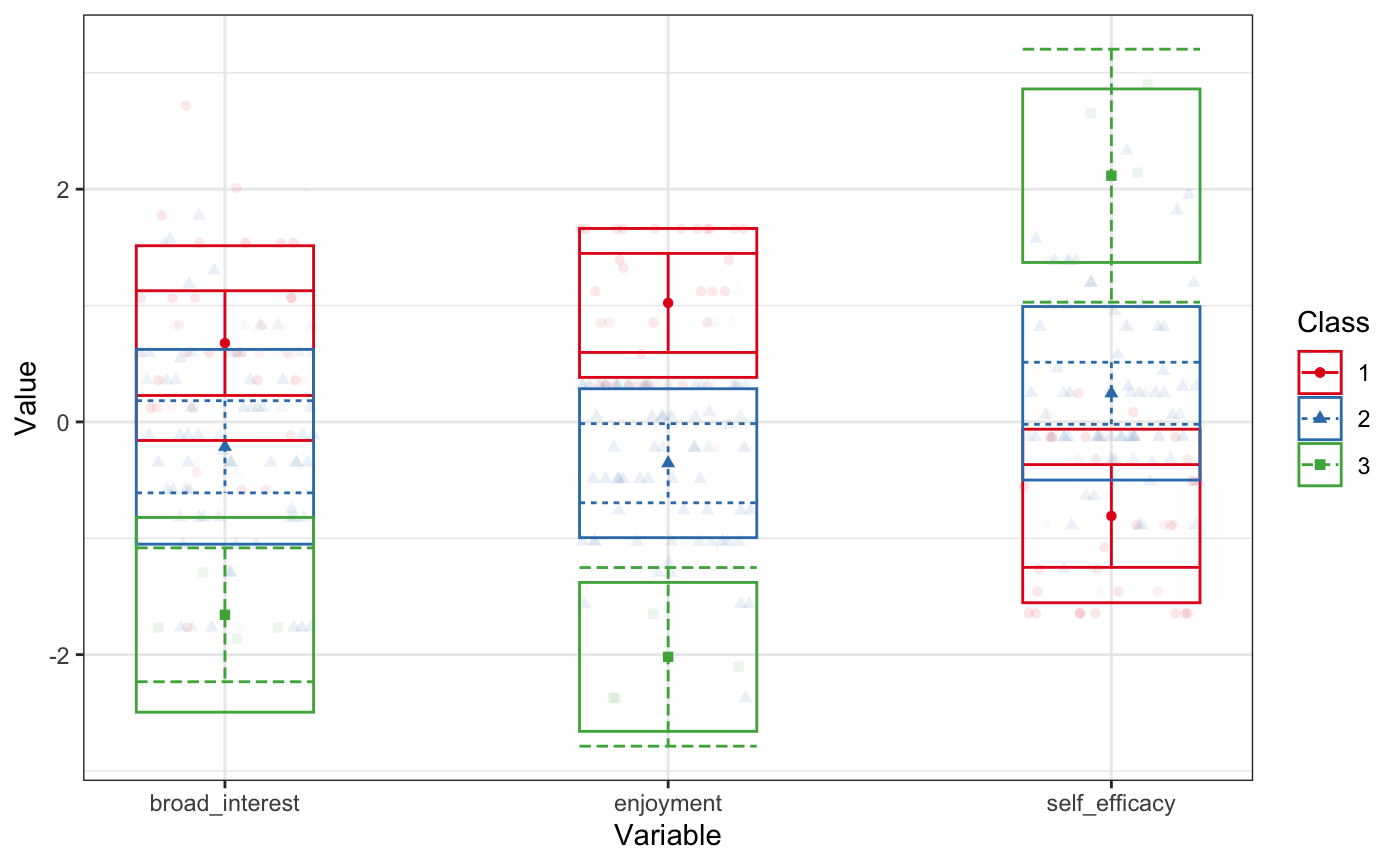 Value
2
0
-2
broad_interest
enjoyment
self_efficacy
Variable
Class
1
2
3